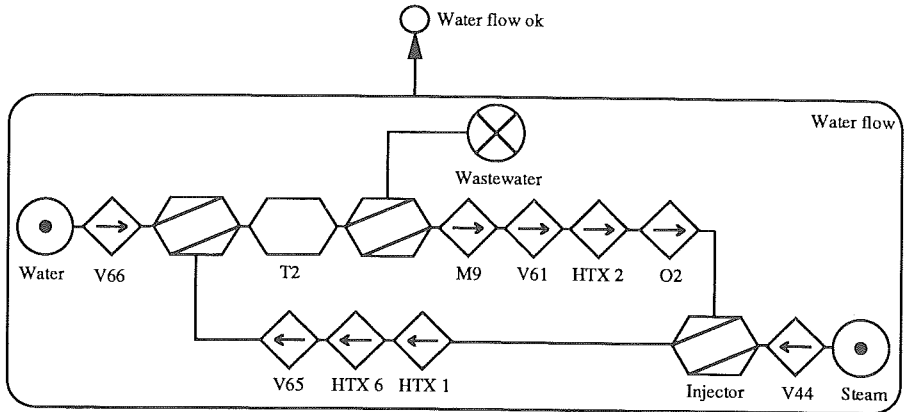 Water flow ok
Water flow
Wastewater
Water
V66
T2
M9
V61
HTX 2
O2
V65
HTX 6
HTX 1
Injector
V44
Steam